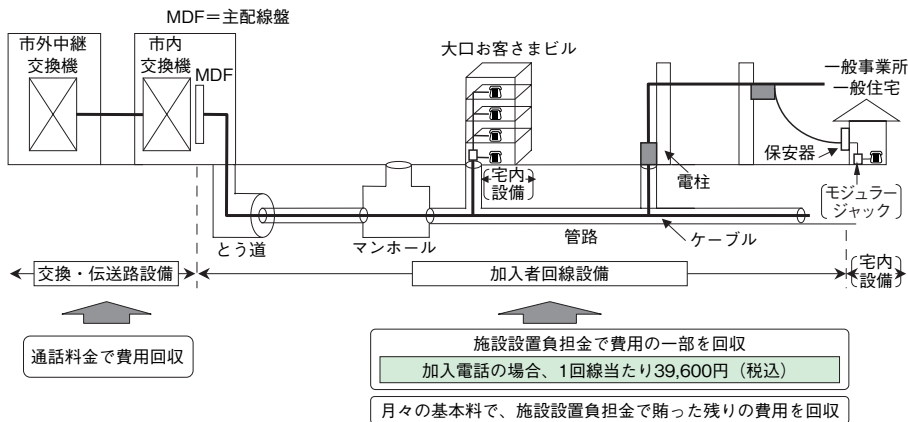 MDF＝主配線盤
市外中継
交換機
市内
交換機
MDF
大口お客さまビル
一般事業所
一般住宅
保安器
宅内
設備
電柱
モジュラー
ジャック
とう道
マンホール
管路
ケーブル
交換・伝送路設備
加入者回線設備
宅内
設備
通話料金で費用回収
施設設置負担金で費用の一部を回収
加入電話の場合、1回線当たり39,600円（税込）
月々の基本料で、施設設置負担金で賄った残りの費用を回収